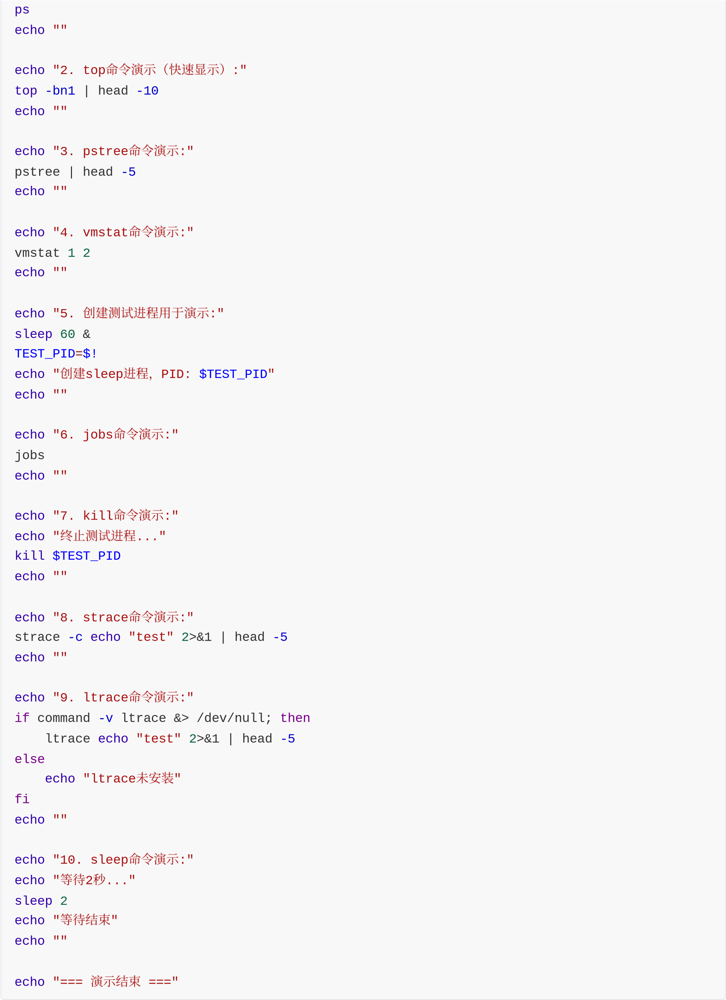 ps
echo ""
echo "2. top命令演示（快速显示）:"
top -bn1 | head -10
echo ""
echo "3. pstree命令演示:"
pstree | head -5
echo ""
echo "4. vmstat命令演示:"
vmstat 1 2
echo ""
echo "5. 创建测试进程用于演示:"
sleep 60 &
TEST_PID=$!
echo "创建sleep进程，PID: $TEST_PID"
echo ""
echo "6. jobs命令演示:"
jobs
echo ""
echo "7. kill命令演示:"
echo "终止测试进程..."
kill $TEST_PID
echo ""
echo "8. strace命令演示:"
strace -c echo "test" 2>&1 | head -5
echo ""
echo "9. ltrace命令演示:"
if command -v ltrace &> /dev/null; then
    ltrace echo "test" 2>&1 | head -5
else
    echo "ltrace未安装"
fi
echo ""
echo "10. sleep命令演示:"
echo "等待2秒..."
sleep 2
echo "等待结束"
echo ""
echo "=== 演示结束 ==="